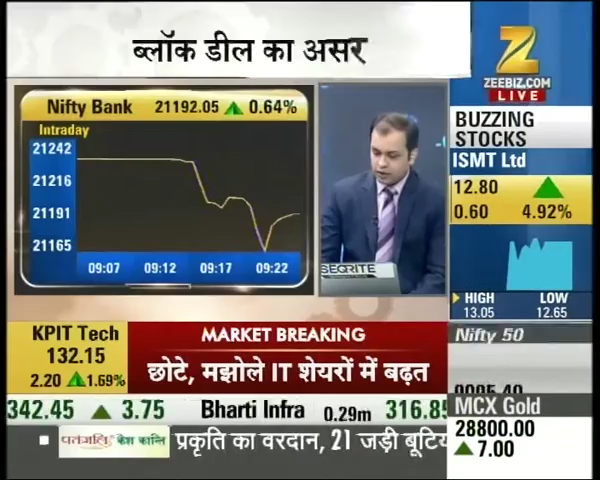 ब्लॉक डील का असर
ZEEBIZ.COM
LIVE
Nifty Bank 21192.05 0.64%
Intraday
21242
21216
21191
21165
09:07 09:12 09:17 09:22
SEQRITE
BUZZING
STOCKS
ISMT Ltd
12.80
0.60 4.92%
HIGH LOW
13.05 12.65
Nifty 50
KPIT Tech
132.15
2.20 1.69%
MARKET BREAKING
छोटे, मझोले IT शेयरों में बढ़त
342.45 3.75 Bharti Infra 0.29m 316.85
MCX Gold
28800.00
7.00
पतंजलि केश कान्ति प्रकृति का वरदान, 21 जड़ी बूटिय